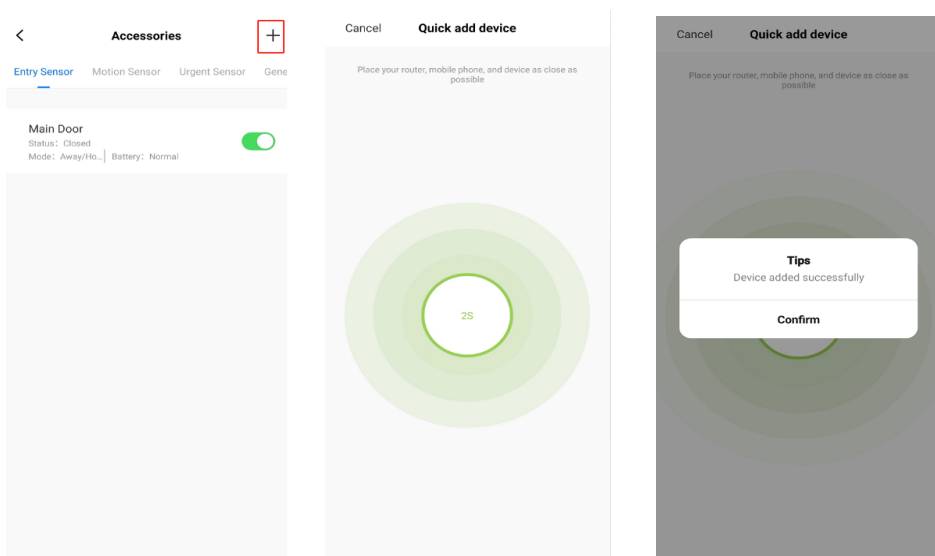 Accessories
Entry Sensor Motion Sensor Urgent Sensor Gene
Main Door
Status: Closed
Mode: Away/Ho... Battery: Normal
Cancel Quick add device
Place your router, mobile phone, and device as close as
possible
2S
Cancel Quick add device
Place your router, mobile phone, and device as close as
possible
Tips
Device added successfully
Confirm